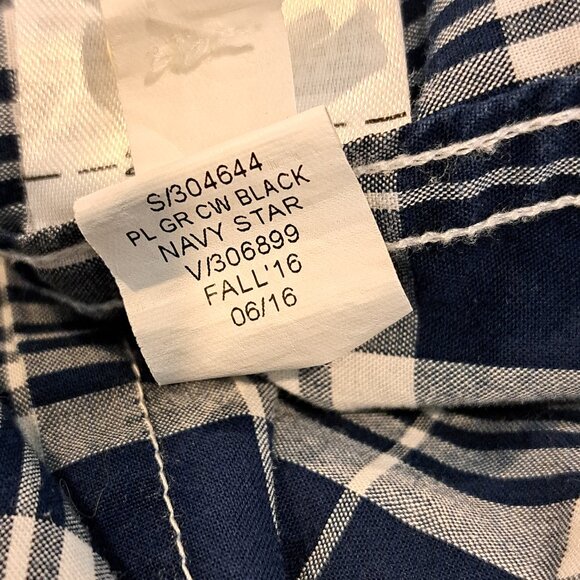 S/304644
PL GR CW BLACK
NAVY STAR
V/306899
FALL'16
06/16